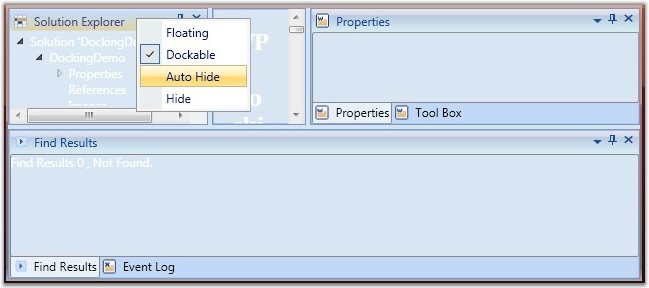 Solution Explorer
Solution 'DockingDe
DockingDemo
Properties
References
Floating
Dockable
Auto Hide
Hide
Properties
Properties Tool Box
Find Results
Find Results 0 , Not Found.
Find Results Event Log